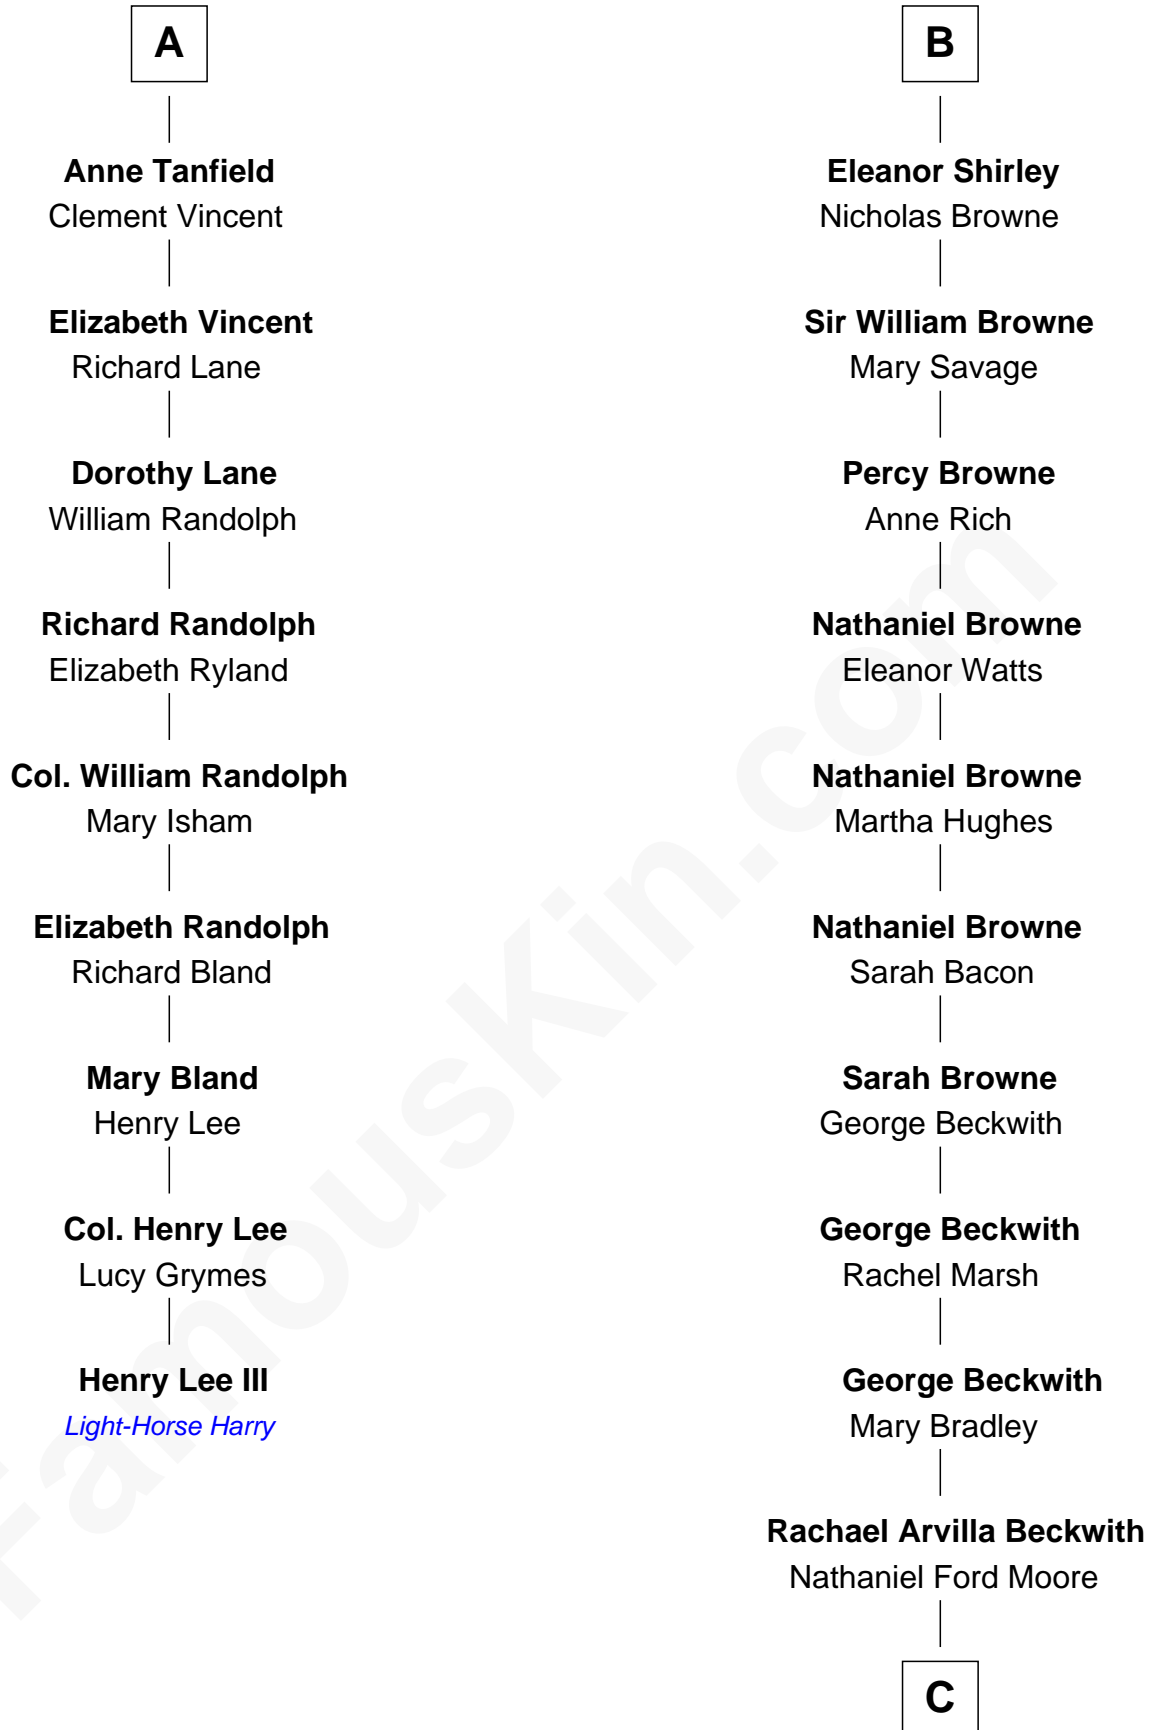 A
Anne Tanfield
Clement Vincent
Elizabeth Vincent
Richard Lane
Dorothy Lane
William Randolph
Richard Randolph
Elizabeth Ryland
Col. William Randolph
Mary Isham
Elizabeth Randolph
Richard Bland
Mary Bland
Henry Lee
Col. Henry Lee
Lucy Grymes
Henry Lee III
Light-Horse Harry
B
Eleanor Shirley
Nicholas Browne
Sir William Browne
Mary Savage
Percy Browne
Anne Rich
Nathaniel Browne
Eleanor Watts
Nathaniel Browne
Martha Hughes
Nathaniel Browne
Sarah Bacon
Sarah Browne
George Beckwith
George Beckwith
Rachel Marsh
George Beckwith
Mary Bradley
Rachael Arvilla Beckwith
Nathaniel Ford Moore
C
FamousKin.com